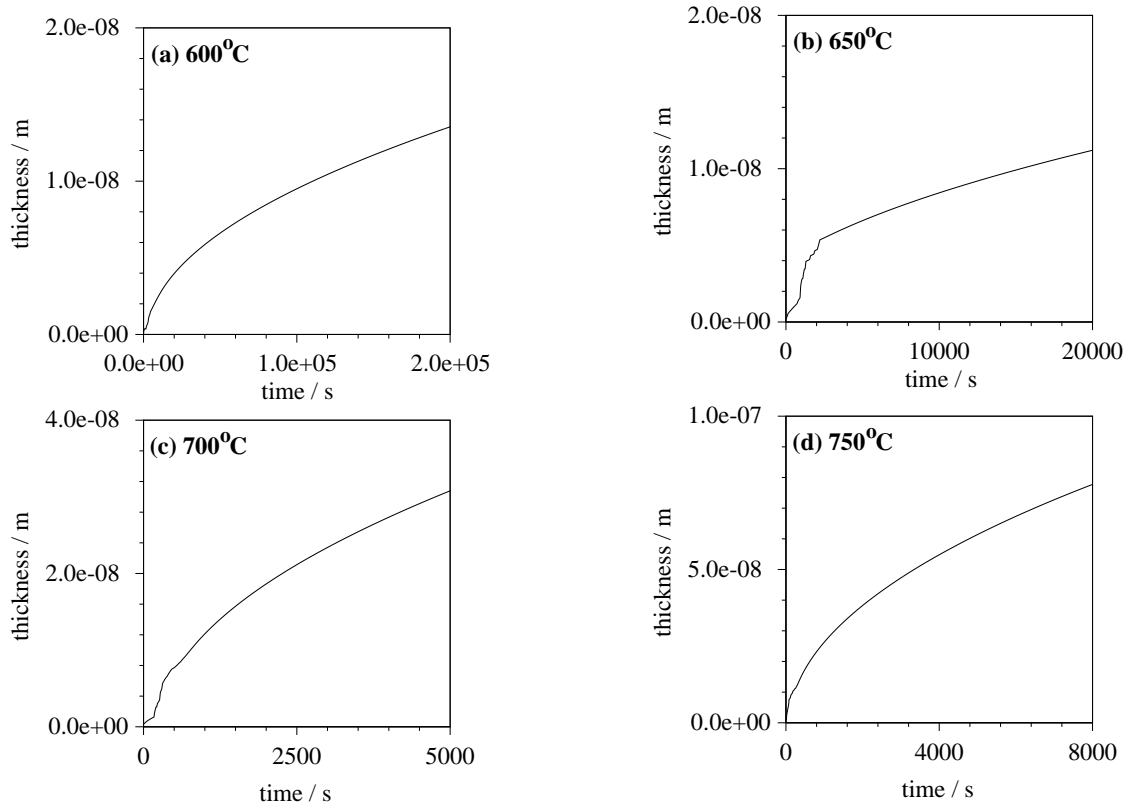 2.0e-08
(a) 600°C
1.0e-08
0.0e+00
0.0e+00
1.0e+05
2.0e+05
thickness / m
time / s
2.0e-08
(b) 650°C
1.0e-08
0.0e+00
0
10000
20000
thickness / m
time / s
4.0e-08
(c) 700°C
2.0e-08
0.0e+00
0
2500
5000
thickness / m
time / s
1.0e-07
(d) 750°C
5.0e-08
0.0e+00
0
4000
8000
thickness / m
time / s